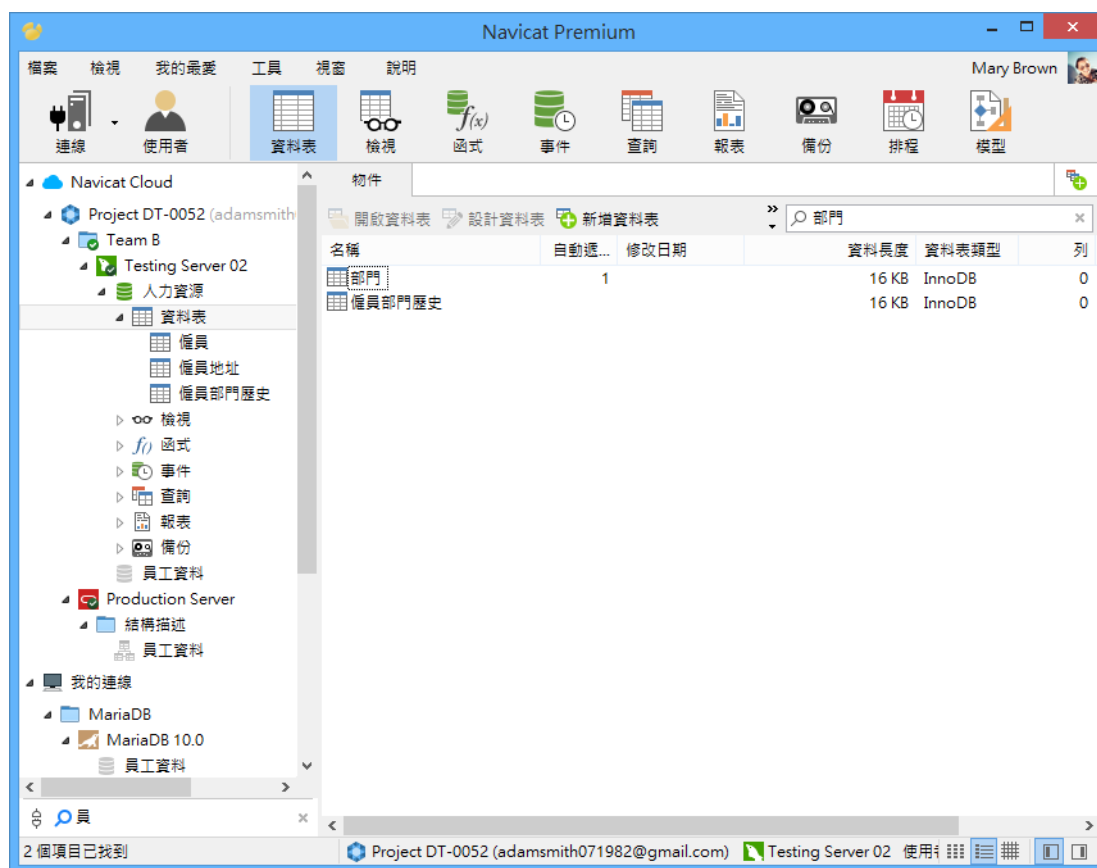 Navicat Premium
檔案 檢視 我的最愛 工具 視窗 說明 Mary Brown
連線 使用者 資料表 檢視 f(x) 函式 事件 查詢 報表 備份 排程 模型
Navicat Cloud
Project DT-0052 (adamsmith
Team B
Testing Server 02
人力資源
資料表
僱員
僱員地址
僱員部門歷史
檢視
f() 函式
事件
查詢
報表
備份
員工資料
Production Server
結構描述
員工資料
我的連線
MariaDB
MariaDB 10.0
員工資料
員
物件
開啟資料表 設計資料表 新增資料表 » 部門
名稱 自動遞... 修改日期 資料長度 資料表類型 列
部門 1 16 KB InnoDB 0
僱員部門歷史 16 KB InnoDB 0
2 個項目已找到 Project DT-0052 (adamsmith071982@gmail.com) Testing Server 02 使用